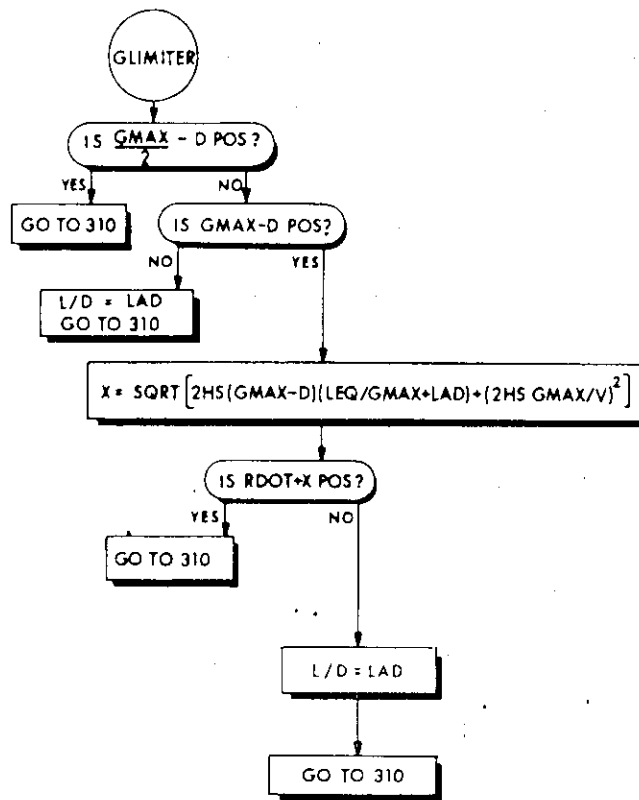 GLIMITER
IS GMAX/2 - D POS?
YES
NO
GO TO 310
IS GMAX-D POS?
NO
YES
L/D = LAD
GO TO 310
X = SQRT [2HS(GMAX-D)(LEQ/GMAX+LAD)+(2HS GMAX/V)²]
IS RDOT+X POS?
YES
NO
GO TO 310
L/D = LAD
GO TO 310